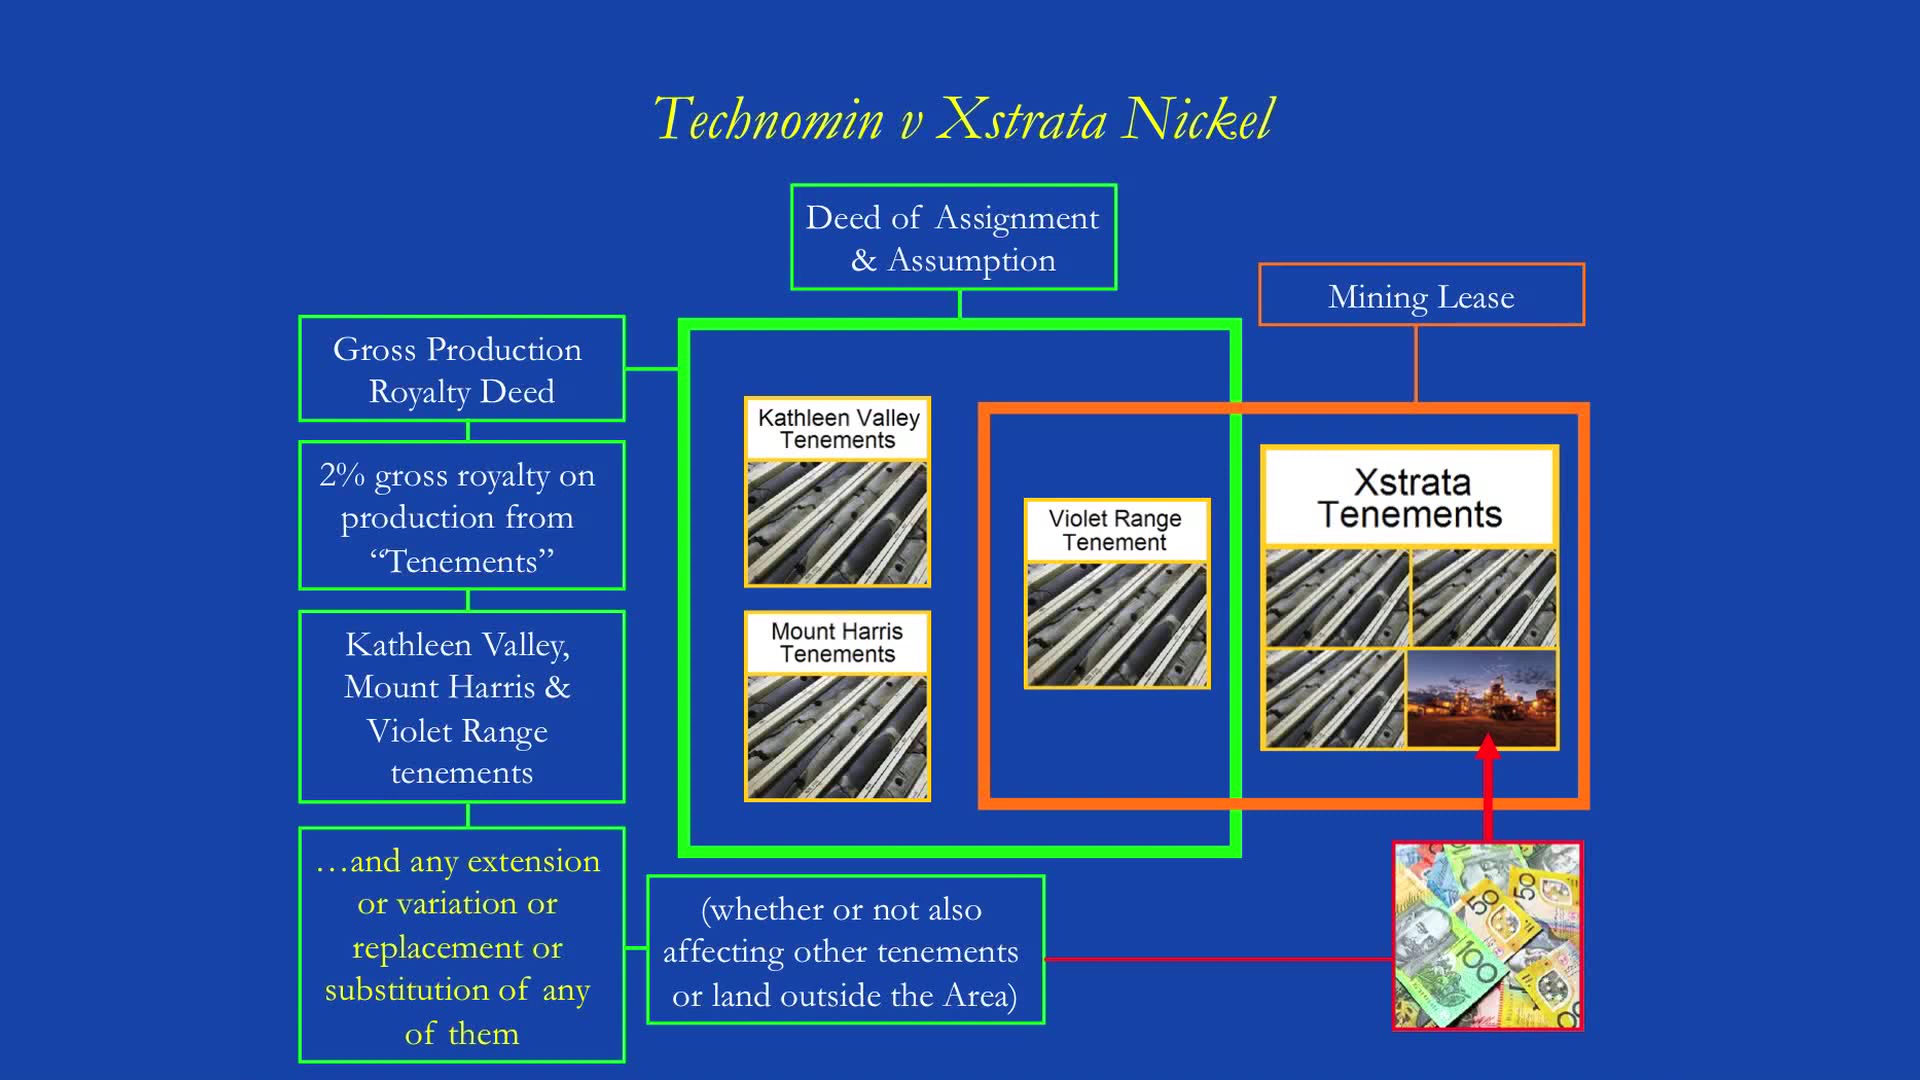 Technomin v Xstrata Nickel
Deed of Assignment
& Assumption
Mining Lease
Gross Production
Royalty Deed
2% gross royalty on
production from
“Tenements”
Kathleen Valley,
Mount Harris &
Violet Range
tenements
…and any extension
or variation or
replacement or
substitution of any
of them
(whether or not also
affecting other tenements
or land outside the Area)
Kathleen Valley
Tenements
Mount Harris
Tenements
Violet Range
Tenement
Xstrata
Tenements
50
50
100